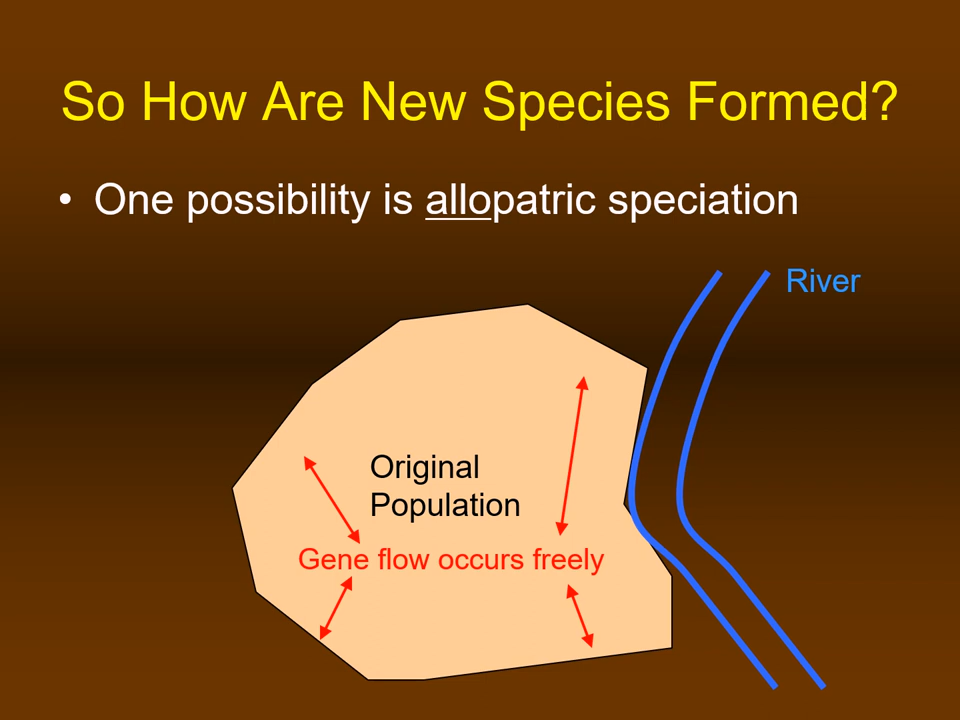 So How Are New Species Formed?
• One possibility is allopatric speciation
River
Original
Population
Gene flow occurs freely